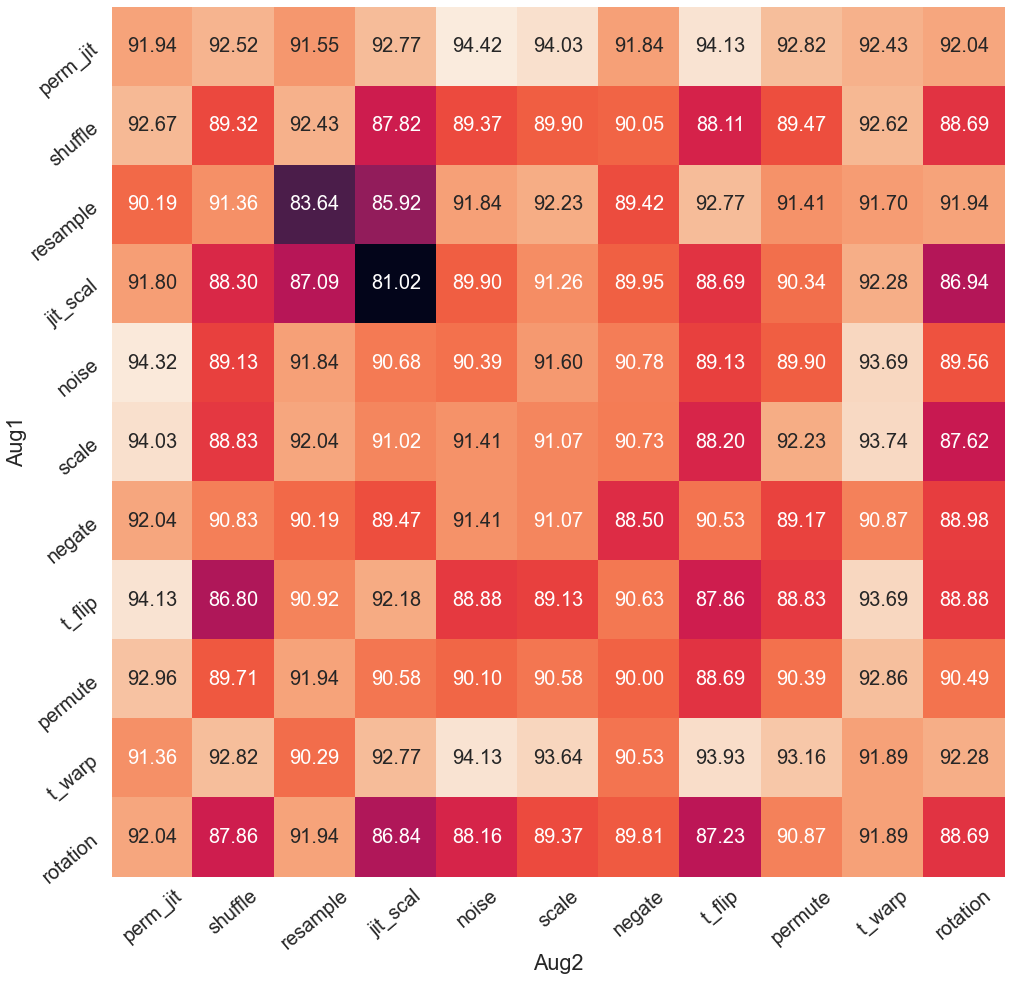 perm_jit 91.94 92.52 91.55 92.77 94.42 94.03 91.84 94.13 92.82 92.43 92.04
shuffle 92.67 89.32 92.43 87.82 89.37 89.90 90.05 88.11 89.47 92.62 88.69
resample 90.19 91.36 83.64 85.92 91.84 92.23 89.42 92.77 91.41 91.70 91.94
jit_scal 91.80 88.30 87.09 81.02 89.90 91.26 89.95 88.69 90.34 92.28 86.94
noise 94.32 89.13 91.84 90.68 90.39 91.60 90.78 89.13 89.90 93.69 89.56
scale 94.03 88.83 92.04 91.02 91.41 91.07 90.73 88.20 92.23 93.74 87.62
negate 92.04 90.83 90.19 89.47 91.41 91.07 88.50 90.53 89.17 90.87 88.98
t_flip 94.13 86.80 90.92 92.18 88.88 89.13 90.63 87.86 88.83 93.69 88.88
permute 92.96 89.71 91.94 90.58 90.10 90.58 90.00 88.69 90.39 92.86 90.49
t_warp 91.36 92.82 90.29 92.77 94.13 93.64 90.53 93.93 93.16 91.89 92.28
rotation 92.04 87.86 91.94 86.84 88.16 89.37 89.81 87.23 90.87 91.89 88.69
perm_jit shuffle resample jit_scal noise scale negate t_flip permute t_warp rotation
Aug1
Aug2